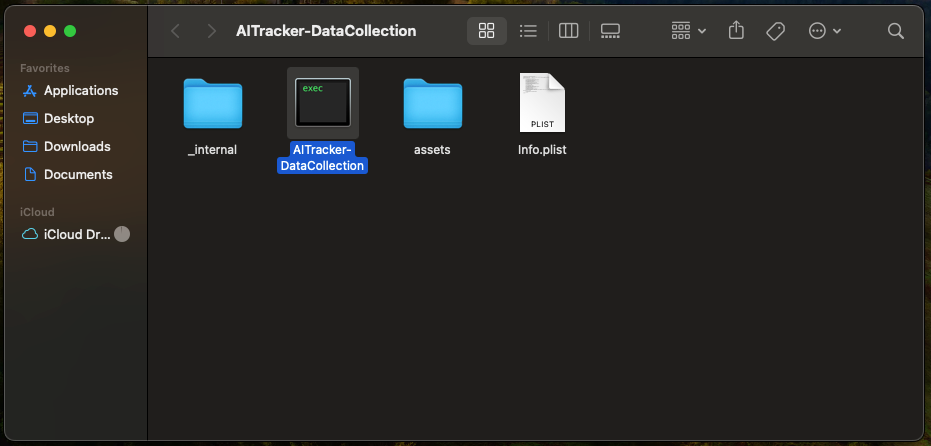 AITracker-DataCollection
Favorites
Applications
Desktop
Downloads
Documents
iCloud
iCloud Dr...
_internal
exec
AITracker-
DataCollection
assets
PLIST
Info.plist